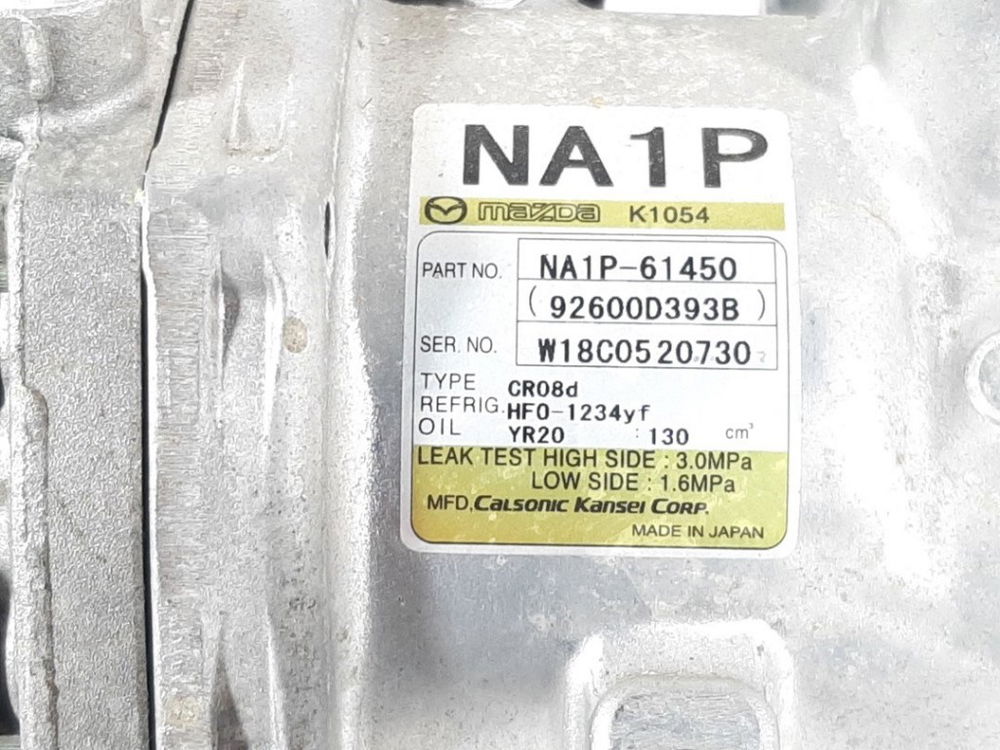 NA1P
mazda K1054
PART NO. NA1P-61450
(92600D393B)
SER. NO. W18C0520730
TYPE CR08d
REFRIG. HFO-1234yf
OIL YR20 : 130 cm³
LEAK TEST HIGH SIDE : 3.0MPa
LOW SIDE : 1.6MPa
MFD. Calsonic Kansei Corp.
MADE IN JAPAN